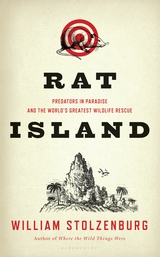 RAT
ISLAND
PREDATORS IN PARADISE
AND THE WORLD'S GREATEST WILDLIFE RESCUE
WILLIAM STOLZENBURG
Author of Where the Wild Things Were